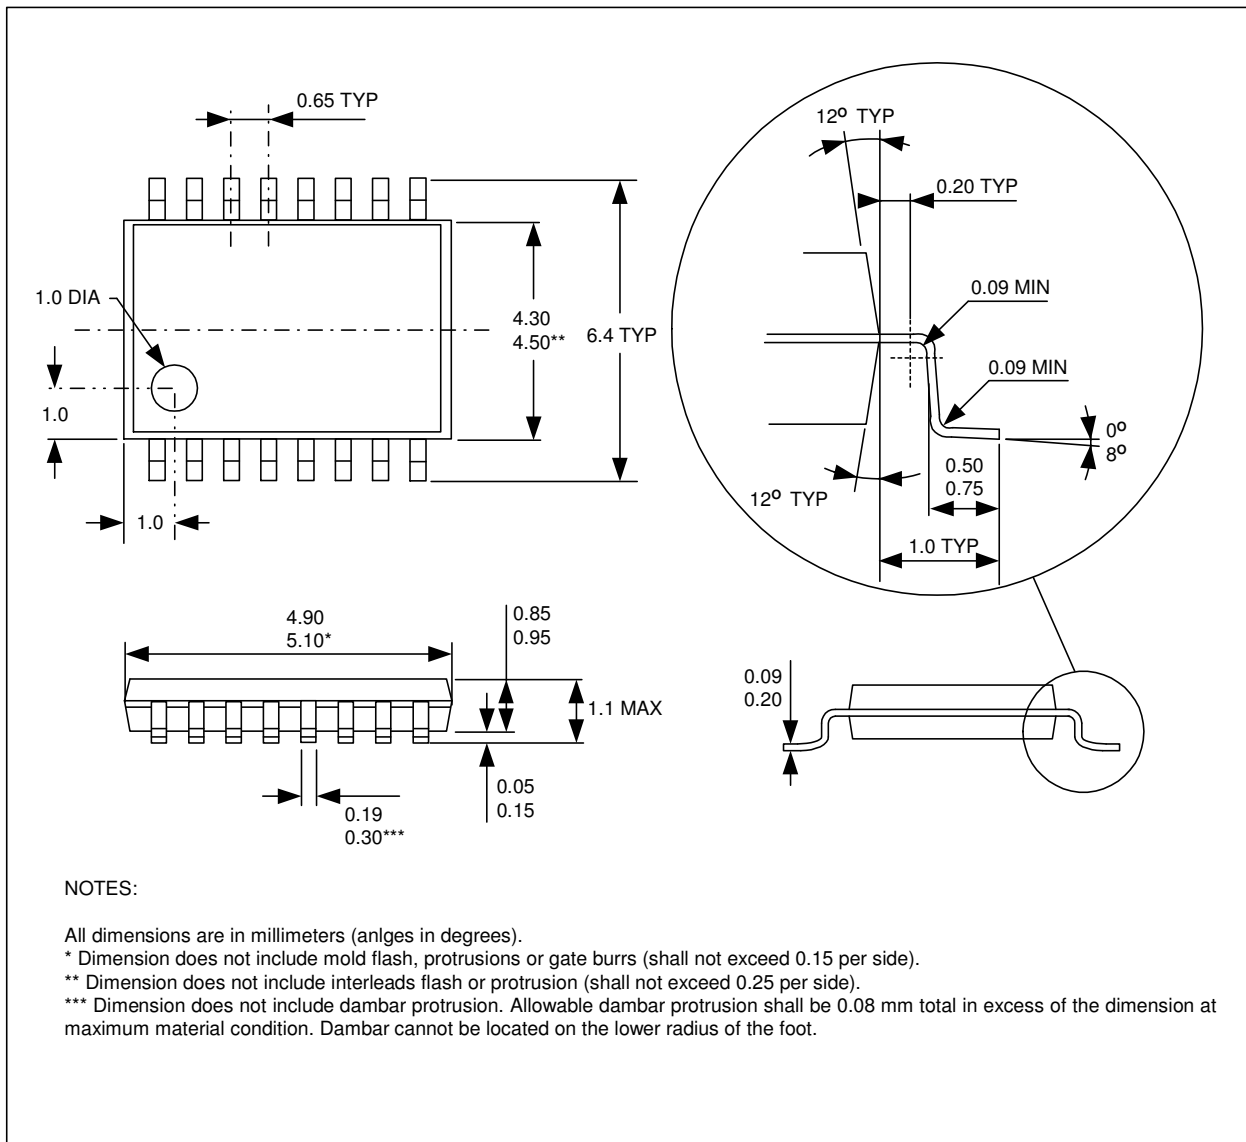 0.65 TYP
1.0 DIA
4.30
4.50**
6.4 TYP
1.0
1.0
12º TYP
0.20 TYP
0.09 MIN
0.09 MIN
0º
8º
0.50
0.75
12º TYP
1.0 TYP
4.90
5.10*
0.85
0.95
1.1 MAX
0.05
0.15
0.19
0.30***
0.09
0.20
NOTES:
All dimensions are in millimeters (anlges in degrees).
* Dimension does not include mold flash, protrusions or gate burrs (shall not exceed 0.15 per side).
** Dimension doees not include interleads flash or protrusion (shall not exceed 0.25 per side).
*** Dimension does not include dambar protrusion. Allowable dambar protrusion shall be 0.08 mm total in excess of the dimension at
maximum material condition. Dambar cannot be located on the lower radius of the foot.